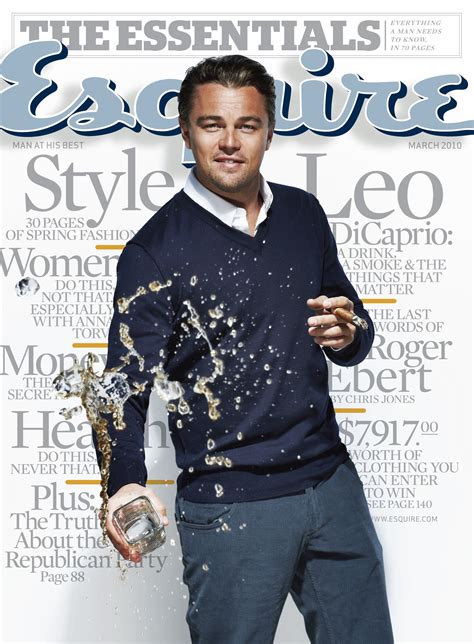 THE ESSENTIALS
EVERYTHING
A MAN NEEDS
TO KNOW,
IN 70 PAGES
Esquire
MAN AT HIS BEST
MARCH 2010
Style
30 PAGES
OF SPRING FASHION
Women
DO THIS,
NOT THAT.
ESPECIALLY
WITH ANNA
TORV
Money
THE
SECRET
Health
DO THIS,
NEVER THAT
Plus:
The Truth
About the
Republican Party
Page 88
Leo
DiCaprio:
A DRINK,
A SMOKE & THE
THINGS THAT
MATTER
THE LAST
WORDS OF
Roger
Ebert
BY CHRIS JONES
$7,917.00
WORTH OF
CLOTHING YOU
CAN ENTER
TO WIN
SEE PAGE 140
WWW.ESQUIRE.COM